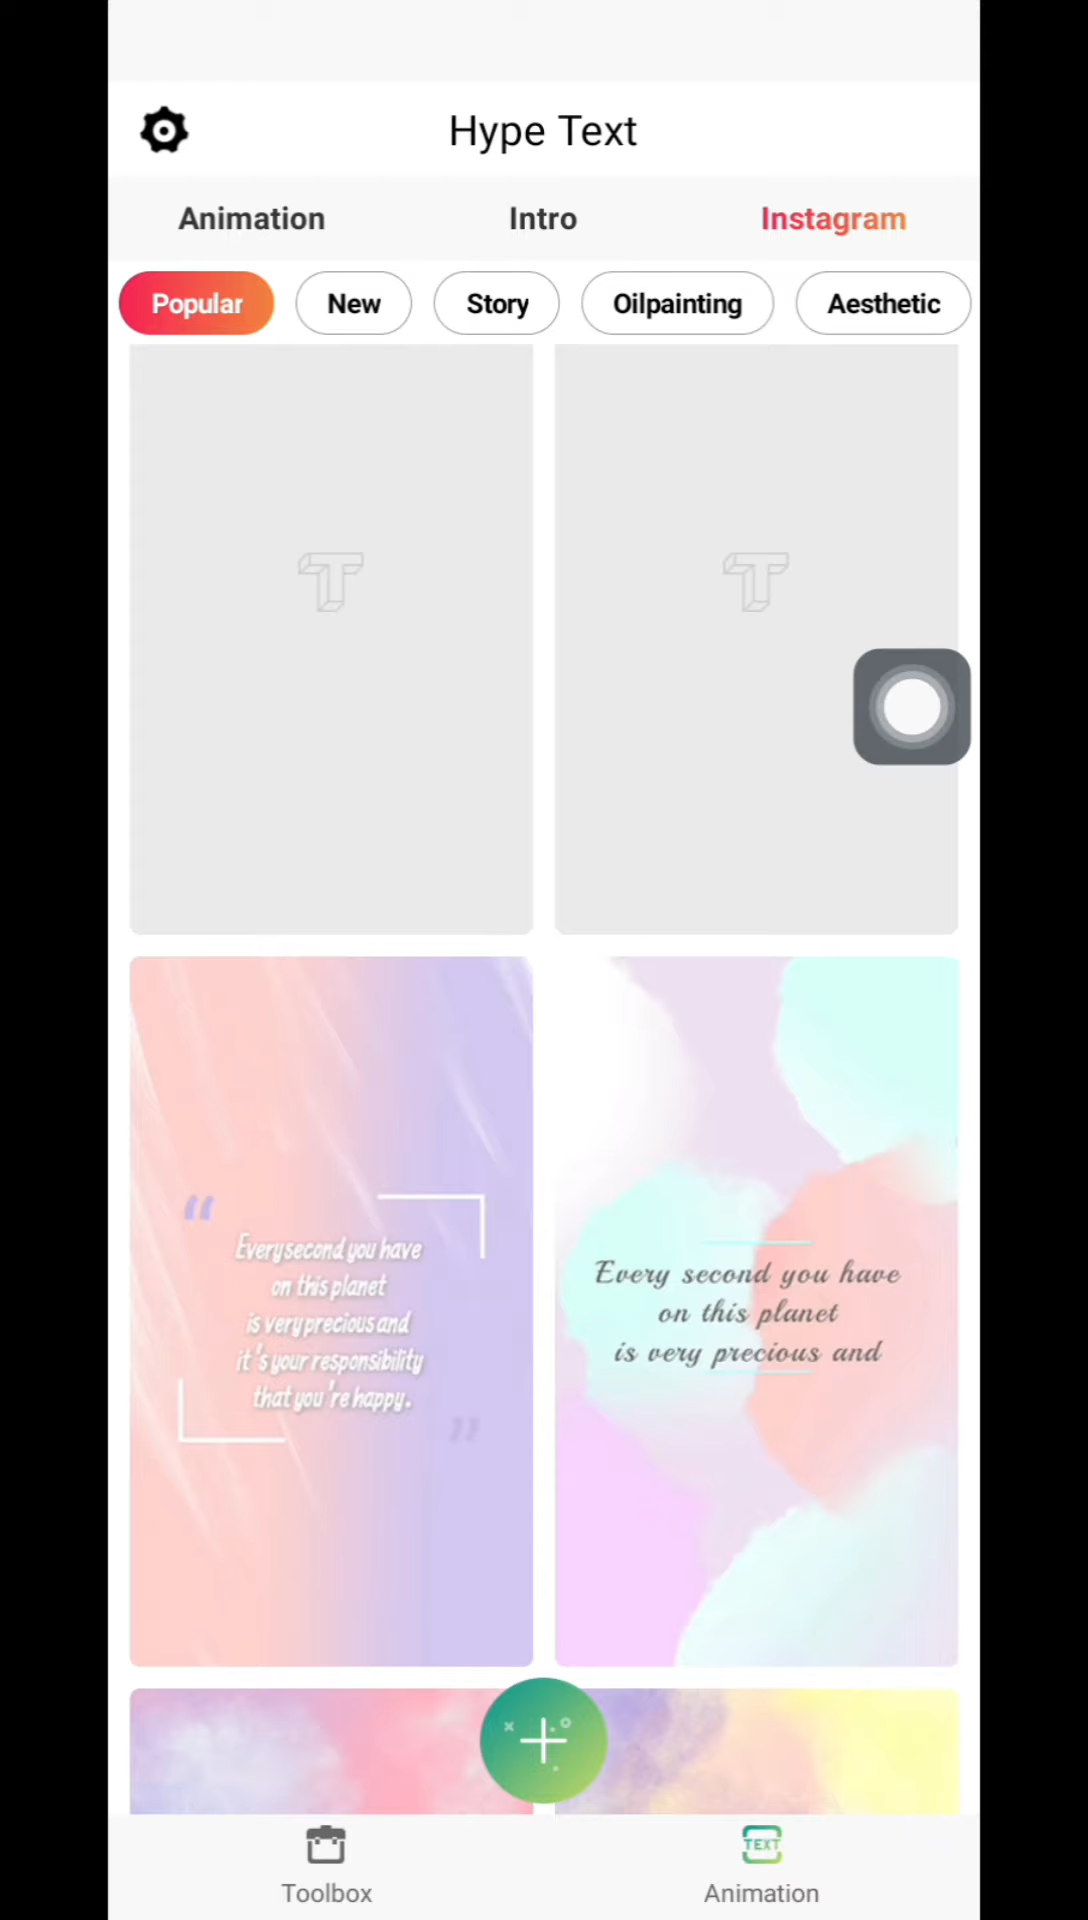 Hype Text
Animation
Intro
Instagram
Popular
New
Story
Oilpainting
Aesthetic
T
T
“
Every second you have
on this planet
is very precious and
it's your responsibility
that you're happy.
”
Every second you have
on this planet
is very precious and
TEXT
Toolbox
Animation